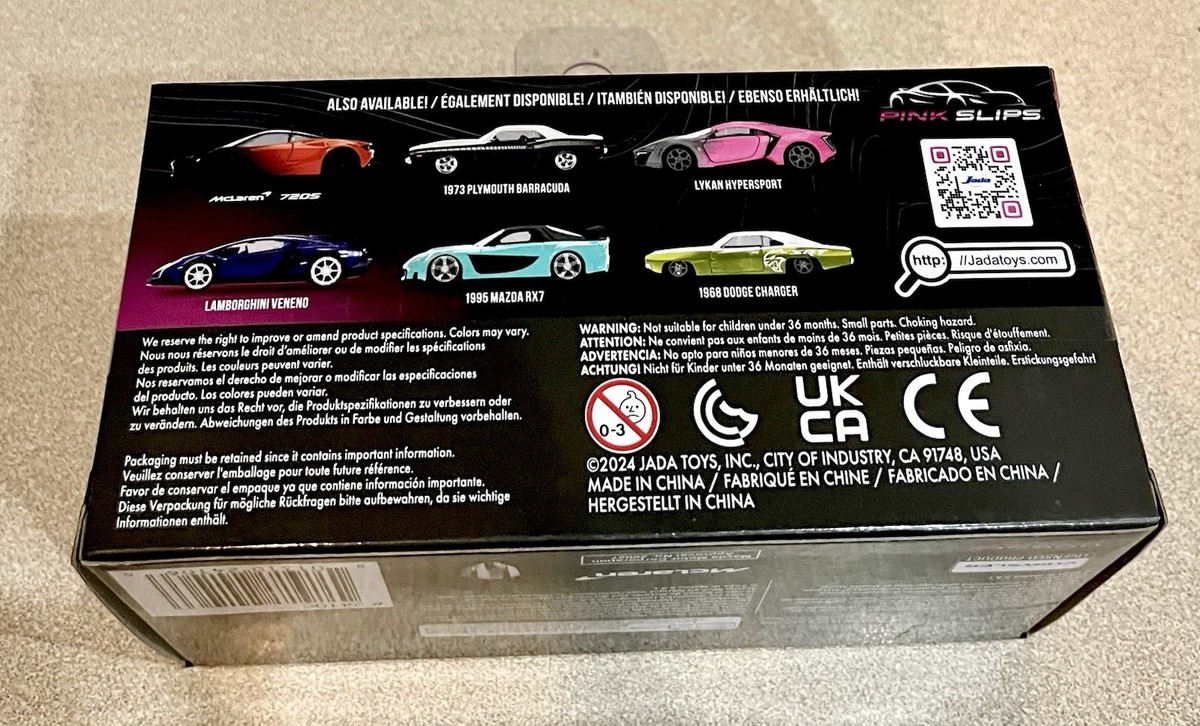 ALSO AVAILABLE! / ÉGALEMENT DISPONIBLE! / ITAMBIÉN DISPONIBLE! / EBENSO ERHÄLTLICH!
PINK SLIPS
McLaren 720S
1973 PLYMOUTH BARRACUDA
LYKAN HYPERSPORT
Jada
LAMBORGHINI VENENO
1995 MAZDA RX7
1968 DODGE CHARGER
http: //Jadatoys.com
We reserve the right to improve or amend product specifications. Colors may vary.
Nous nous réservons le droit d'améliorer ou de modifier les spécifications
des produits. Les couleurs peuvent varier.
Nos reservamos el derecho de mejorar o modificar las especificaciones
del producto. Los colores pueden variar.
Wir behalten uns das Recht vor, die Produktspezifikationen zu verbessern oder
zu verändern. Abweichungen des Produkts in Farbe und Gestaltung vorbehalten.
Packaging must be retained since it contains important information.
Veuillez conserver l'emballage pour toute future référence.
Favor de conservar el empaque ya que contiene información importante.
Diese Verpackung für mögliche Rückfragen bitte aufbewahren, da sie wichtige
Informationen enthält.
WARNING: Not suitable for children under 36 months. Small parts. Choking hazard.
ATTENTION: Ne convient pas aux enfants de moins de 36 mois. Petites pièces. Risque d'étouffement.
ADVERTENCIA: No apto para niños menores de 36 meses. Piezas pequeñas. Peligro de asfixia.
ACHTUNG! Nicht für Kinder unter 36 Monaten geeignet. Enthält verschluckbare Kleinteile. Erstickungsgefahr!
0-3
UK
CA
CE
©2024 JADA TOYS, INC., CITY OF INDUSTRY, CA 91748, USA
MADE IN CHINA / FABRIQUÉ EN CHINE / FABRICADO EN CHINA /
HERGESTELLT IN CHINA
McLaren
CHRYSLER
LICENSED PRODUCT